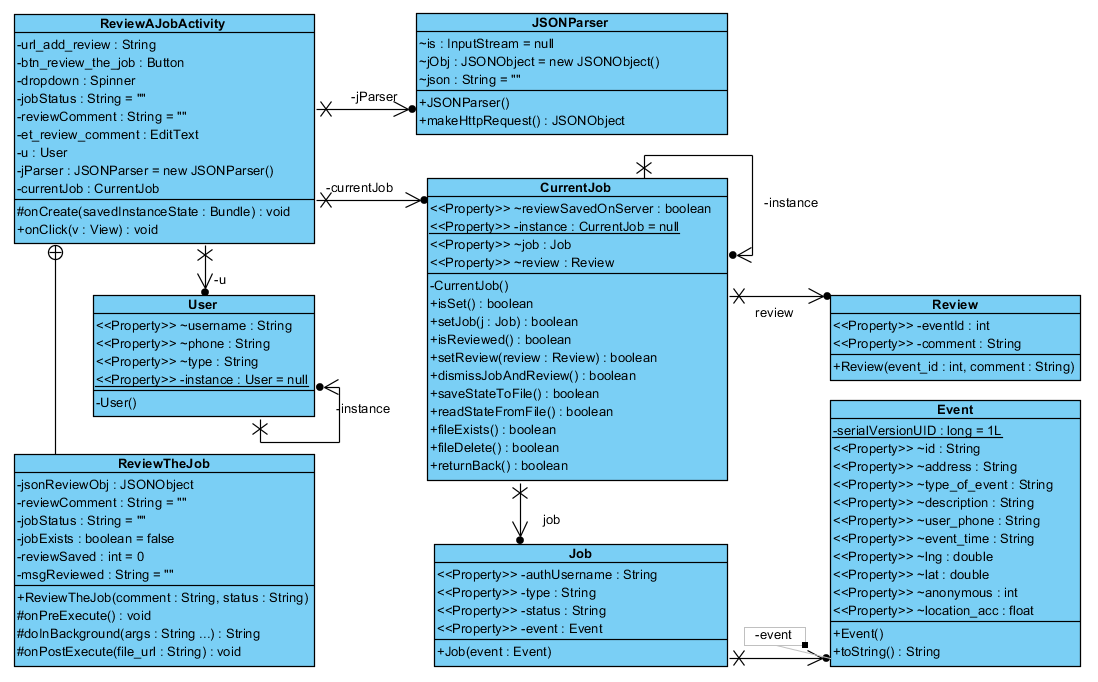 ReviewAJobActivity
-url_add_review : String
-btn_review_the_job : Button
-dropdown : Spinner
-jobStatus : String = ""
-reviewComment : String = ""
-et_review_comment : EditText
-u : User
-jParser : JSONParser = new JSONParser()
-currentJob : CurrentJob
#onCreate(savedInstanceState : Bundle) : void
+onClick(v : View) : void
-jParser
JSONParser
~is : InputStream = null
~jObj : JSONObject = new JSONObject()
~json : String = ""
+JSONParser()
+makeHttpRequest() : JSONObject
-currentJob
CurrentJob
<<Property>> ~reviewSavedOnServer : boolean
<<Property>> -instance : CurrentJob = null
<<Property>> ~job : Job
<<Property>> ~review : Review
-CurrentJob()
+isSet() : boolean
+setJob(j : Job) : boolean
+isReviewed() : boolean
+setReview(review : Review) : boolean
+dismissJobAndReview() : boolean
+saveStateToFile() : boolean
+readStateFromFile() : boolean
+fileExists() : boolean
+fileDelete() : boolean
+returnBack() : boolean
-instance
-u
User
<<Property>> ~username : String
<<Property>> ~phone : String
<<Property>> ~type : String
<<Property>> -instance : User = null
-User()
-instance
review
Review
<<Property>> -eventId : int
<<Property>> -comment : String
+Review(event_id : int, comment : String)
ReviewTheJob
-jsonReviewObj : JSONObject
-reviewComment : String = ""
-jobStatus : String = ""
-jobExists : boolean = false
-reviewSaved : int = 0
-msgReviewed : String = ""
+ReviewTheJob(comment : String, status : String)
#onPreExecute() : void
#doInBackground(args : String ...) : String
#onPostExecute(file_url : String) : void
job
Job
<<Property>> -authUsername : String
<<Property>> -type : String
<<Property>> -status : String
<<Property>> -event : Event
+Job(event : Event)
-event
Event
-serialVersionUID : long = 1L
<<Property>> ~id : String
<<Property>> ~address : String
<<Property>> ~type_of_event : String
<<Property>> ~description : String
<<Property>> ~user_phone : String
<<Property>> ~event_time : String
<<Property>> ~lng : double
<<Property>> ~lat : double
<<Property>> ~anonymous : int
<<Property>> ~location_acc : float
+Event()
+toString() : String